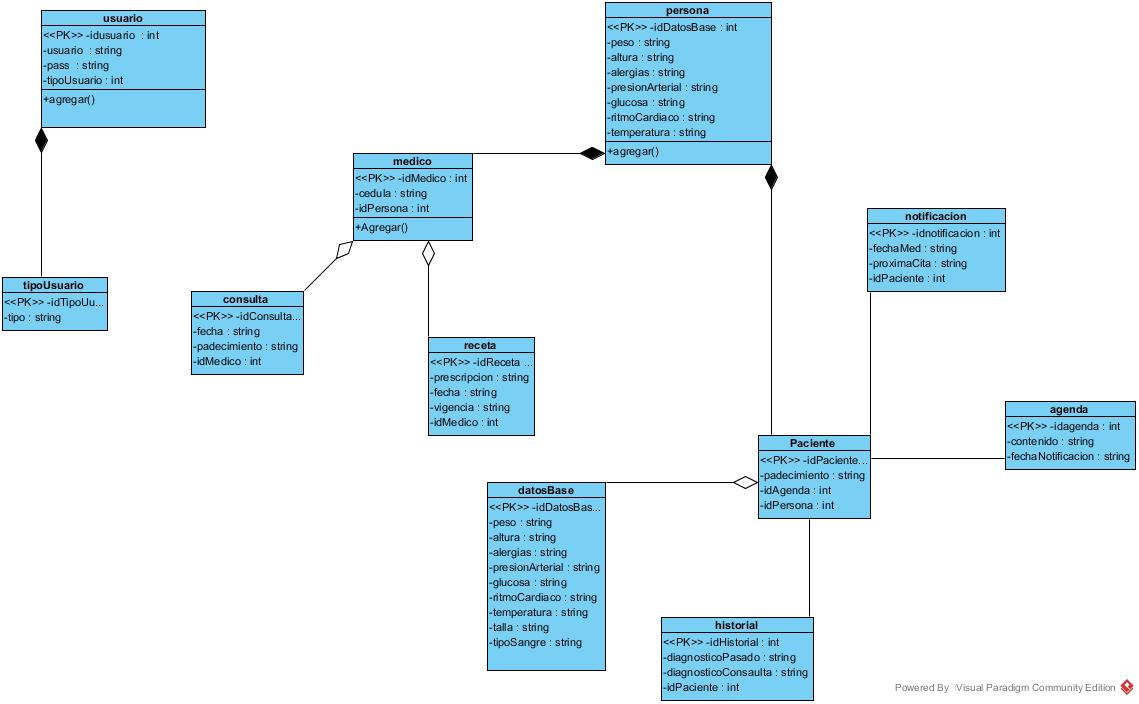 usuario
<<PK>> -idusuario : int
-usuario : string
-pass : string
-tipoUsuario : int
+agregar()
persona
<<PK>> -idDatosBase : int
-peso : string
-altura : string
-alergias : string
-presionArterial : string
-glucosa : string
-ritmoCardiaco : string
-temperatura : string
+agregar()
medico
<<PK>> -idMedico : int
-cedula : string
-idPersona : int
+Agregar()
notificacion
<<PK>> -idnotificacion : int
-fechaMed : string
-proximaCita : string
-idPaciente : int
tipoUsuario
<<PK>> -idTipoUu...
-tipo : string
consulta
<<PK>> -idConsulta...
-fecha : string
-padecimiento : string
-idMedico : int
receta
<<PK>> -idReceta ...
-prescripcion : string
-fecha : string
-vigencia : string
-idMedico : int
agenda
<<PK>> -idagenda : int
-contenido : string
-fechaNotificacion : string
Paciente
<<PK>> -idPaciente...
-padecimiento : string
-idAgenda : int
-idPersona : int
datosBase
<<PK>> -idDatosBas...
-peso : string
-altura : string
-alergias : string
-presionArterial : string
-glucosa : string
-ritmoCardiaco : string
-temperatura : string
-talla : string
-tipoSangre : string
historial
<<PK>> -idHistorial : int
-diagnosticoPasado : string
-diagnosticoConsaulta : string
-idPaciente : int
Powered By Visual Paradigm Community Edition